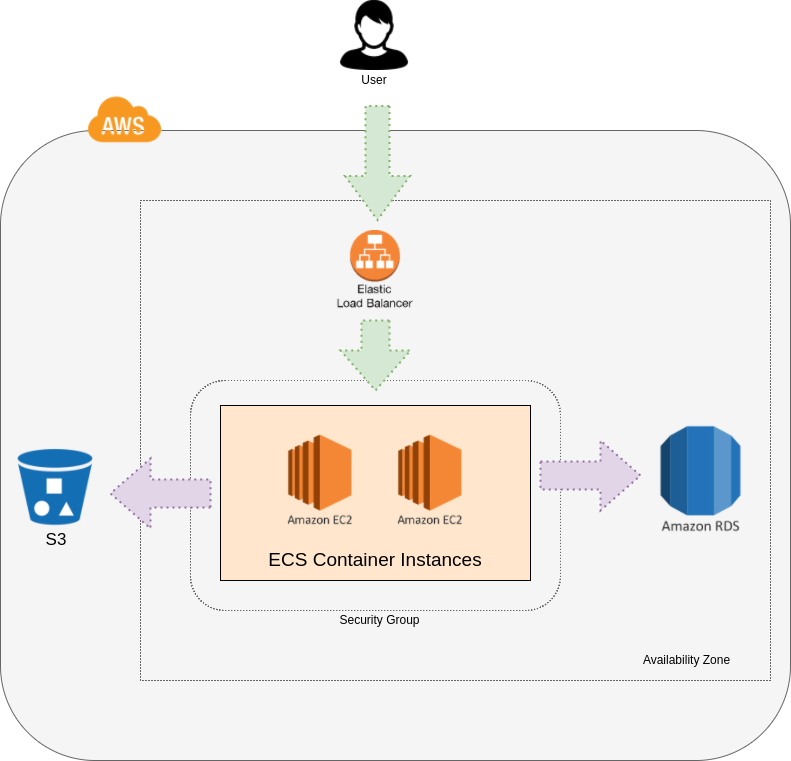 User
AWS
Elastic
Load Balancer
Amazon EC2
Amazon EC2
ECS Container Instances
S3
Amazon RDS
Security Group
Availability Zone